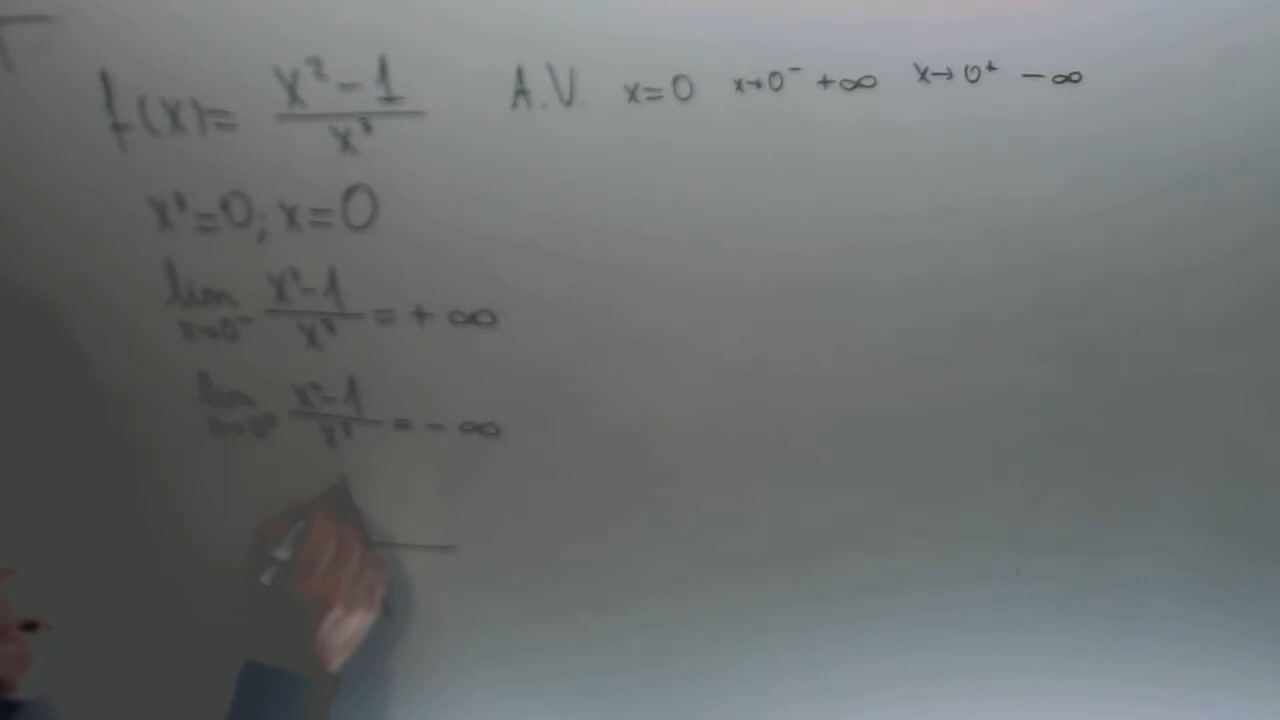 f(x)= x²-1 / x³ A.V. x=0 x→0⁻ +∞ x→0⁺ -∞
x³=0; x=0
lim x→0⁻ x²-1 / x³ = + ∞
lim x→0⁺ x²-1 / x³ = - ∞